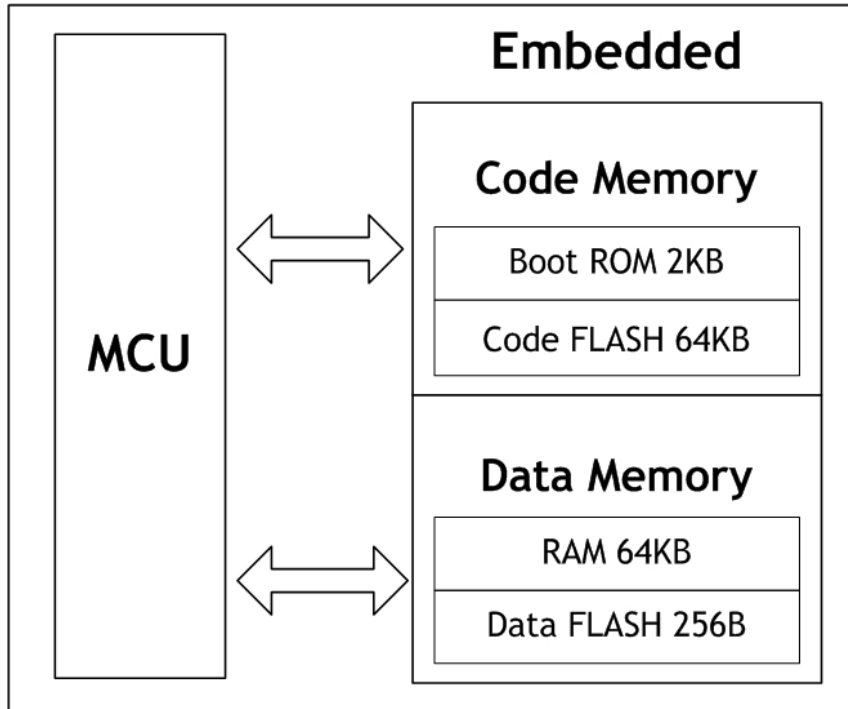 Embedded
MCU
Code Memory
Boot ROM 2KB
Code FLASH 64KB
Data Memory
RAM 64KB
Data FLASH 256B